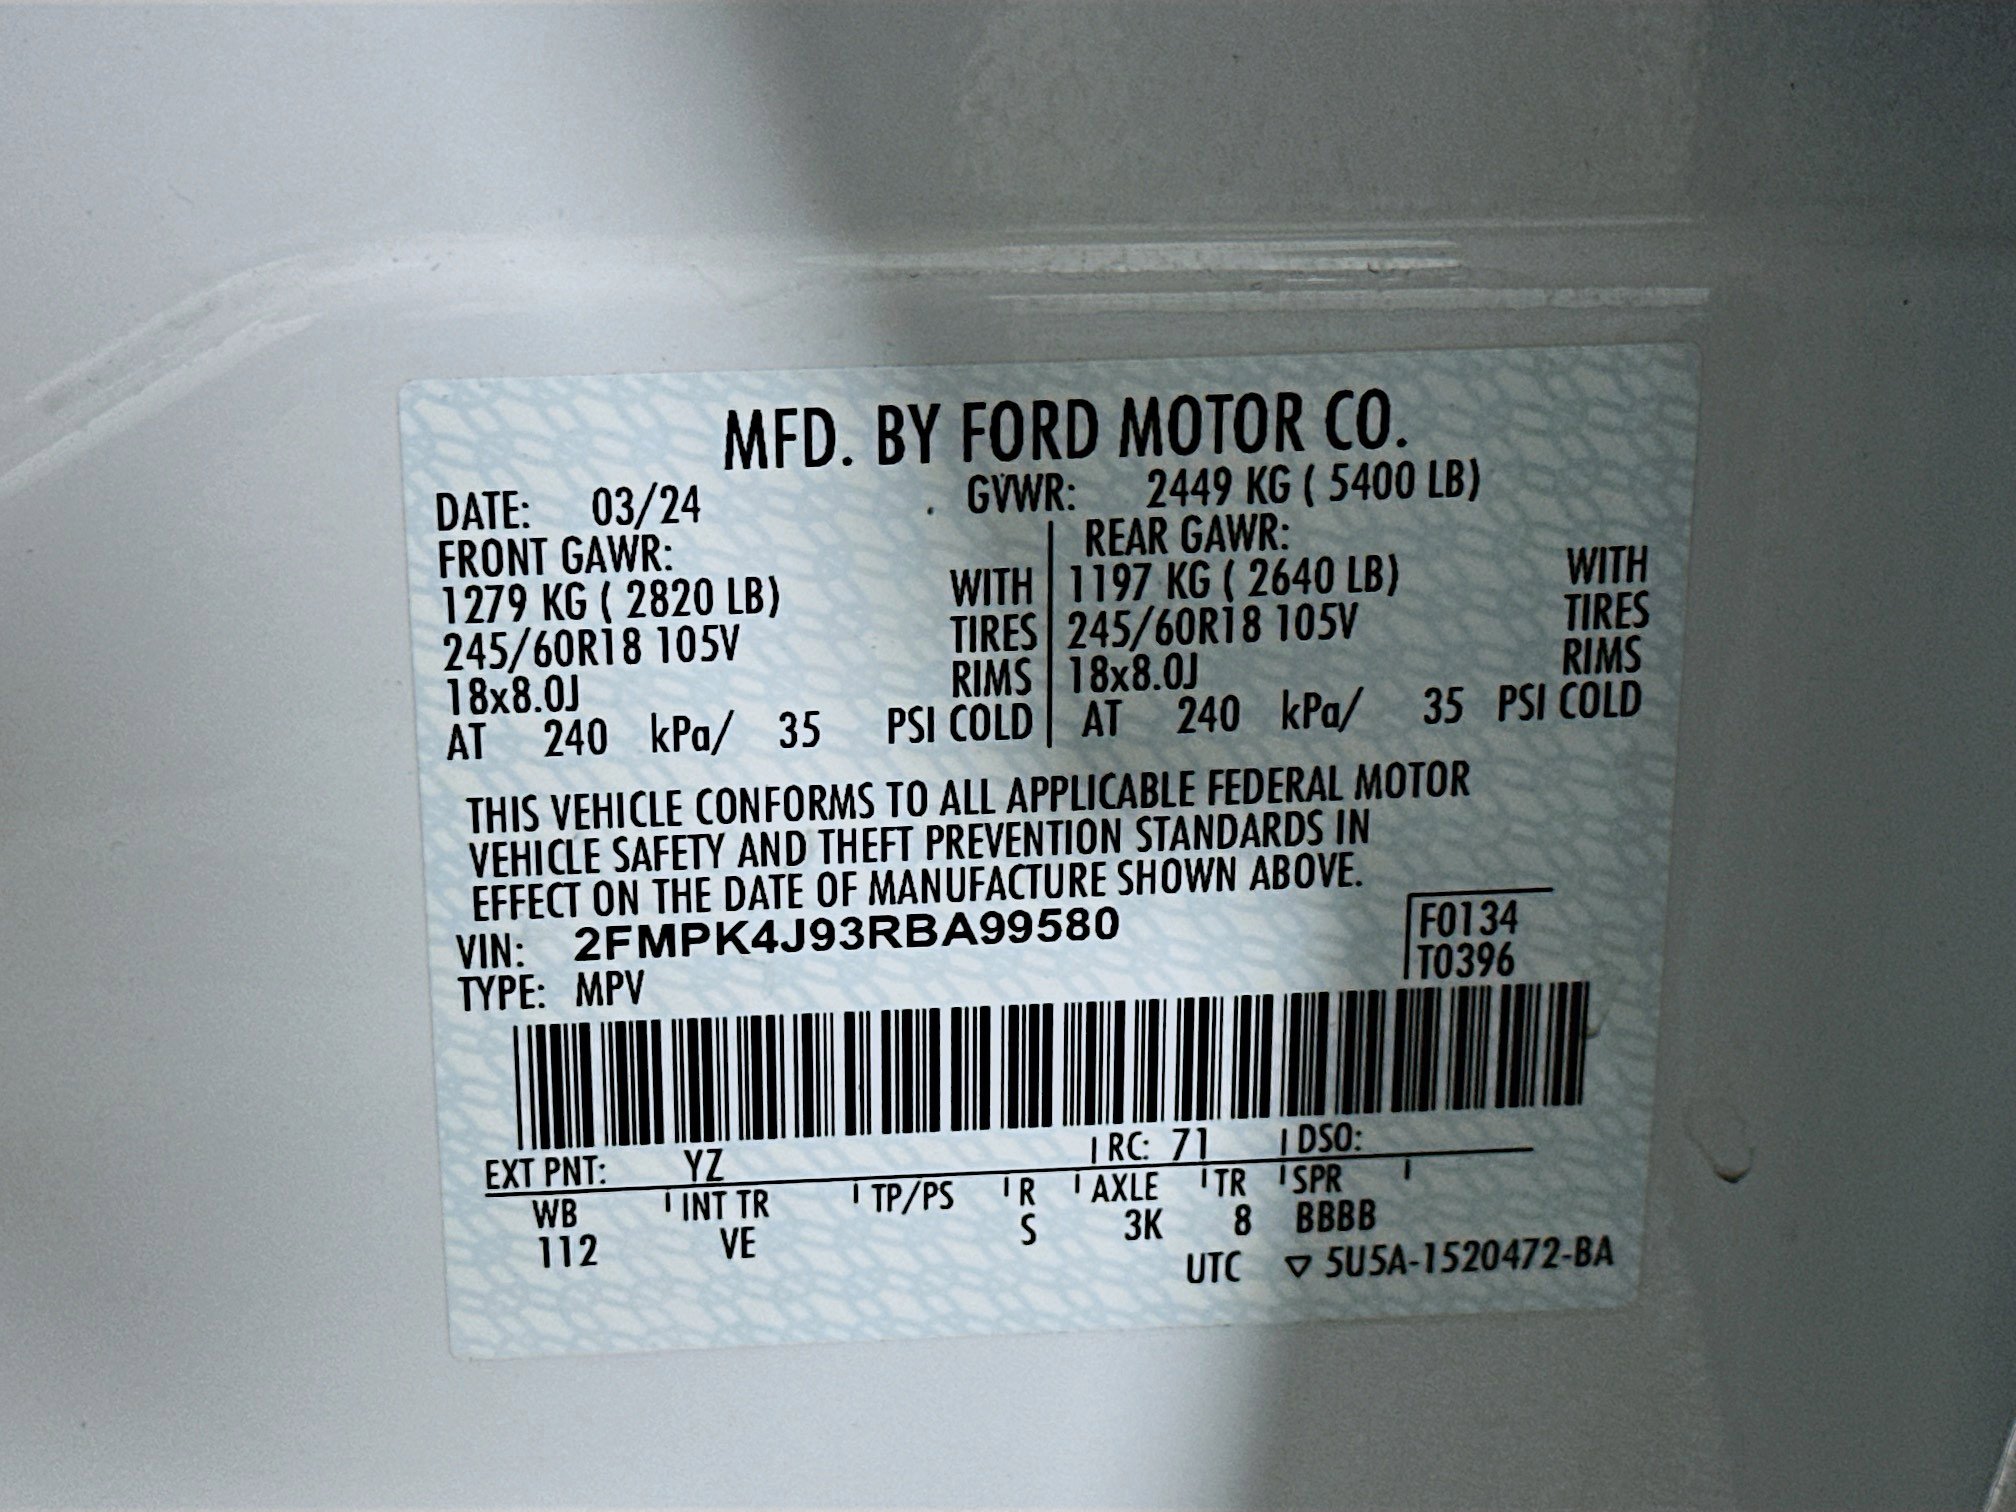 MFD. BY FORD MOTOR CO.
DATE: 03/24 GVWR: 2449 KG ( 5400 LB)
FRONT GAWR: REAR GAWR:
1279 KG ( 2820 LB) WITH 1197 KG ( 2640 LB) WITH
245/60R18 105V TIRES 245/60R18 105V TIRES
18x8.0J RIMS 18x8.0J RIMS
AT 240 kPa/ 35 PSI COLD AT 240 kPa/ 35 PSI COLD
THIS VEHICLE CONFORMS TO ALL APPLICABLE FEDERAL MOTOR
VEHICLE SAFETY AND THEFT PREVENTION STANDARDS IN
EFFECT ON THE DATE OF MANUFACTURE SHOWN ABOVE.
VIN: 2FMPK4J93RBA99580 F0134
TYPE: MPV T0396
EXT PNT: YZ RC: 71 DSO:
WB INT TR TP/PS R AXLE TR SPR
112 VE S 3K 8 BBBB
UTC ▽ 5U5A-1520472-BA